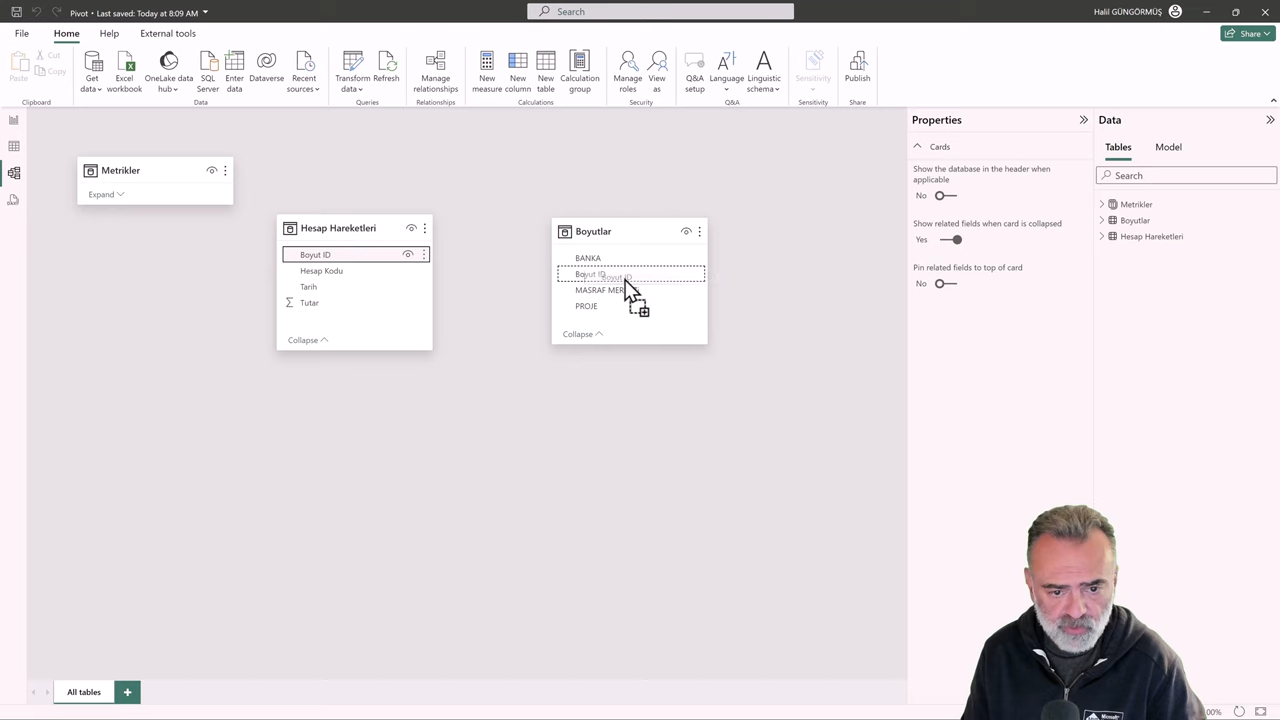 Pivot • Last saved: Today at 8:09 AM
Search
Halil GÜNGÖRMÜŞ
File
Home
Help
External tools
Share
Paste
Cut
Copy
Get data
Excel workbook
OneLake data hub
SQL Server
Enter data
Dataverse
Recent sources
Transform data
Refresh
Manage relationships
New measure
New column
New table
Calculation group
Manage roles
View as
Q&A setup
Language
Linguistic schema
Sensitivity
Publish
Clipboard
Data
Queries
Relationships
Calculations
Security
Q&A
Sensitivity
Share
Metrikler
Expand
Hesap Hareketleri
Boyut ID
Hesap Kodu
Tarih
Tutar
Collapse
Boyutlar
BANKA
Boyut ID
Boyut ID
MASRAF MER
PROJE
Collapse
Properties
Cards
Show the database in the header when
applicable
No
Show related fields when card is collapsed
Yes
Pin related fields to top of card
No
Data
Tables
Model
Search
Metrikler
Boyutlar
Hesap Hareketleri
All tables
00%